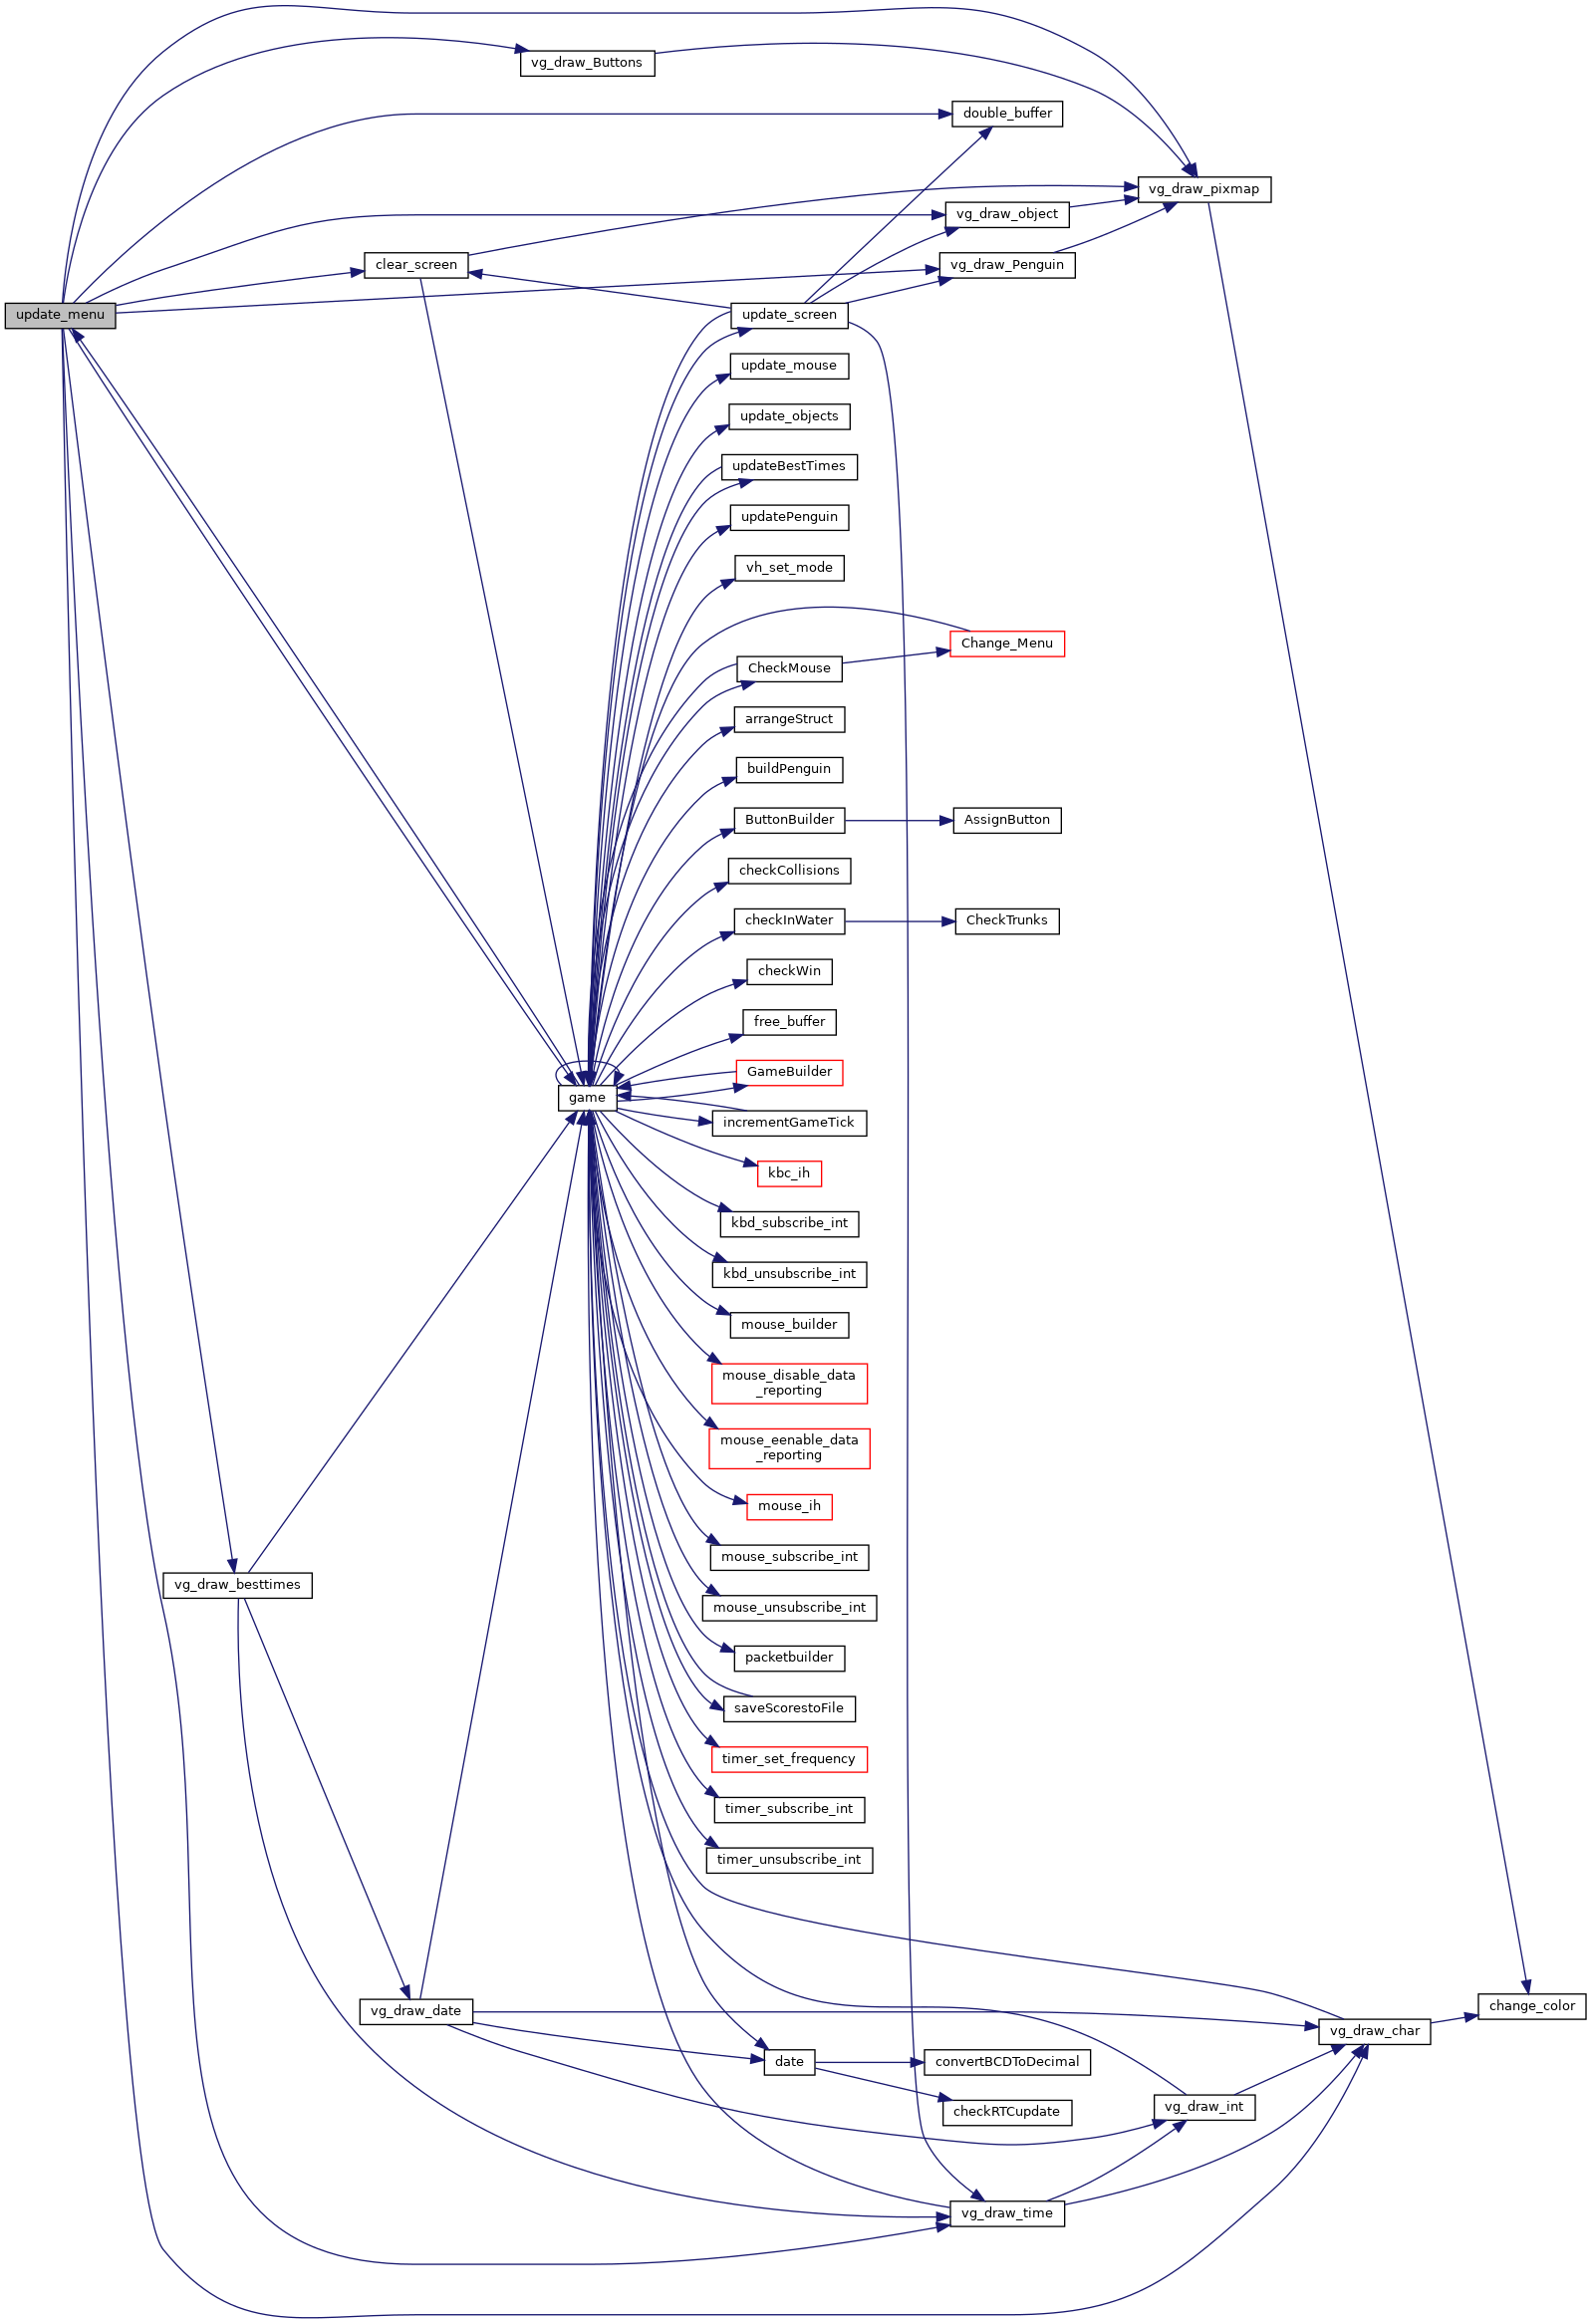 vg_draw_Buttons
double_buffer
vg_draw_pixmap
vg_draw_object
clear_screen
vg_draw_Penguin
update_menu
update_screen
update_mouse
update_objects
updateBestTimes
updatePenguin
vh_set_mode
Change_Menu
CheckMouse
arrangeStruct
buildPenguin
ButtonBuilder
AssignButton
checkCollisions
checkInWater
CheckTrunks
checkWin
free_buffer
GameBuilder
game
incrementGameTick
kbc_ih
kbd_subscribe_int
kbd_unsubscribe_int
mouse_builder
mouse_disable_data
_reporting
mouse_eenable_data
_reporting
mouse_ih
mouse_subscribe_int
vg_draw_besttimes
mouse_unsubscribe_int
packetbuilder
saveScorestoFile
timer_set_frequency
timer_subscribe_int
timer_unsubscribe_int
change_color
vg_draw_date
vg_draw_char
date
convertBCDToDecimal
vg_draw_int
checkRTCupdate
vg_draw_time